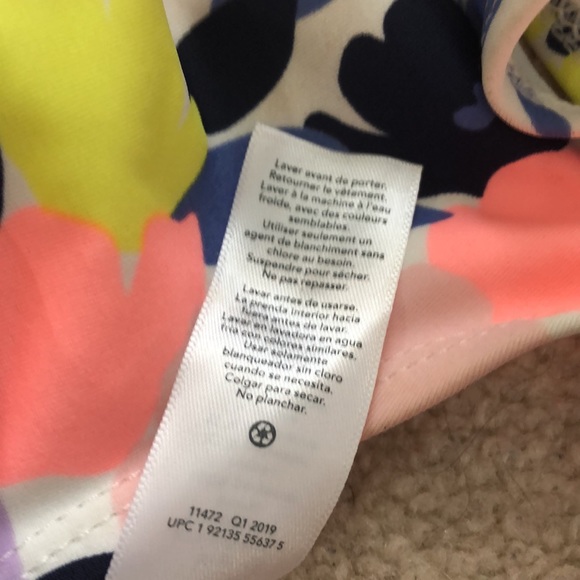 Laver avant de porter.
Retourner le vêtement.
Laver à la machine à l'eau
froide, avec des couleurs
semblables.
Utiliser seulement un
agent de blanchiment sans
chlore au besoin.
Suspendre pour sécher.
Ne pas repasser.
Lavar antes de usarse.
La prenda interior hacia
antes de lavar.
Lavar en lavadora en agua
fría con colores similares.
Usar solamente
blanqueador sin cloro
cuando se necesita.
Colgar para secar.
No planchar.
11472 Q1 2019
UPC 1 92135 55637 5